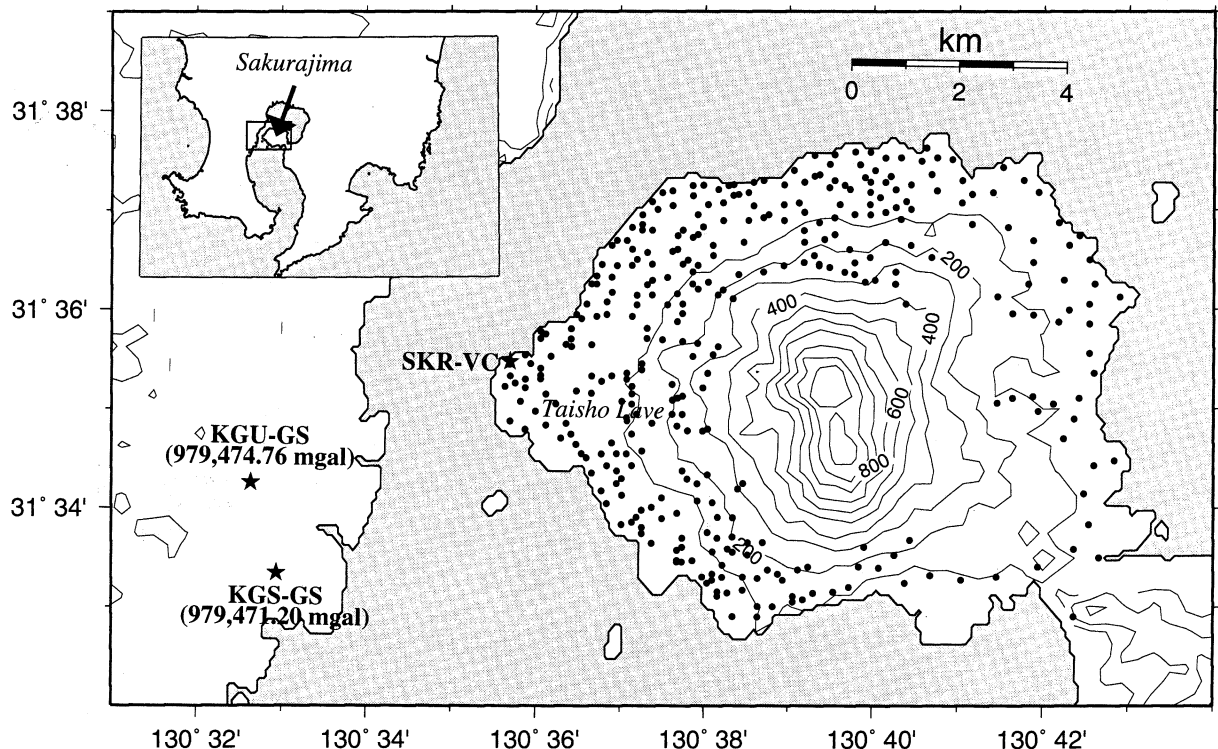 km
0 2 4
Sakurajima
31° 38'
31° 36'
31° 34'
200
400
400
600
800
200
SKR-VC
Taisho Lave
KGU-GS
(979,474.76 mgal)
KGS-GS
(979,471.20 mgal)
130° 32' 130° 34' 130° 36' 130° 38' 130° 40' 130° 42'